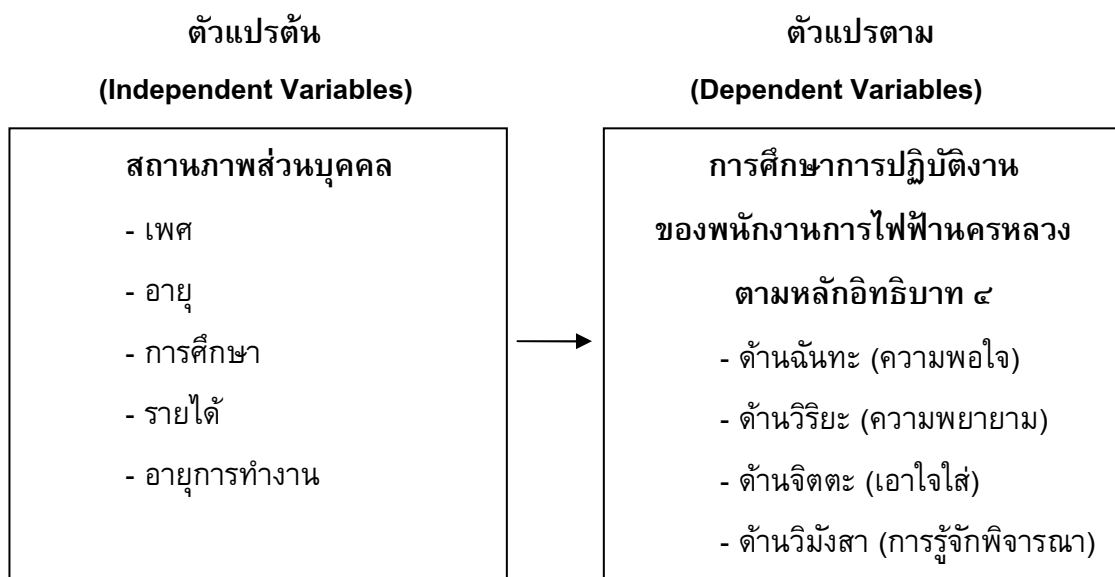 ตัวแปรต้น
(Independent Variables)
สถานภาพส่วนบุคคล
- เพศ
- อายุ
- การศึกษา
- รายได้
- อายุการทำงาน
ตัวแปรตาม
(Dependent Variables)
การศึกษาการปฏิบัติงาน
ของพนักงานการไฟฟ้านครหลวง
ตามหลักอิทธิบาท ๔
- ด้านฉันทะ (ความพอใจ)
- ด้านวิริยะ (ความพยายาม)
- ด้านจิตตะ (เอาใจใส่)
- ด้านวิมังสา (การรู้จักพิจารณา)